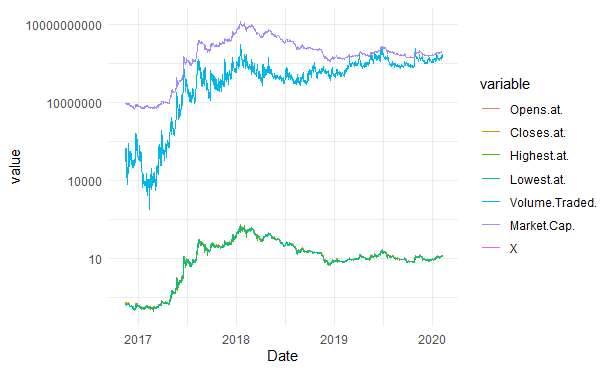 10000000000
10000000
10000
10
value
2017
2018
2019
2020
Date
variable
Opens.at.
Closes.at.
Highest.at.
Lowest.at.
Volume.Traded.
Market.Cap.
X